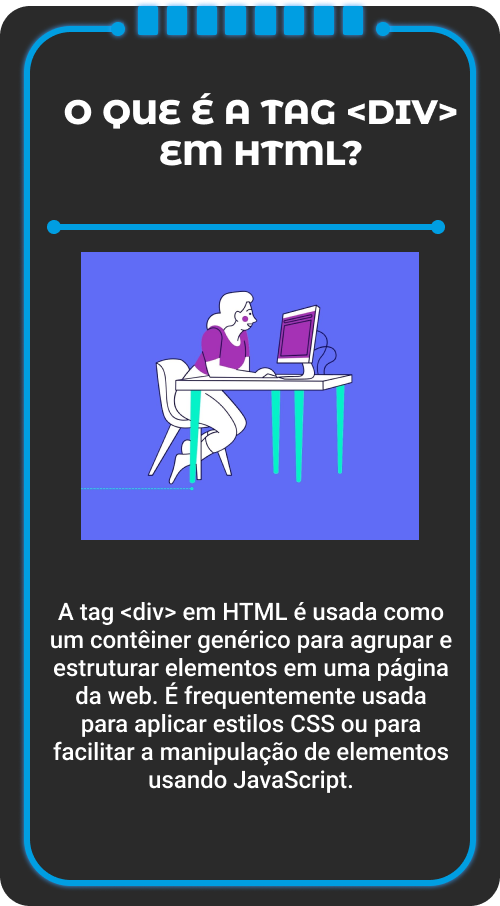 O QUE É A TAG <DIV>
EM HTML?
A tag <div> em HTML é usada como
um contêiner genérico para agrupar e
estruturar elementos em uma página
da web. É frequentemente usada
para aplicar estilos CSS ou para
facilitar a manipulação de elementos
usando JavaScript.